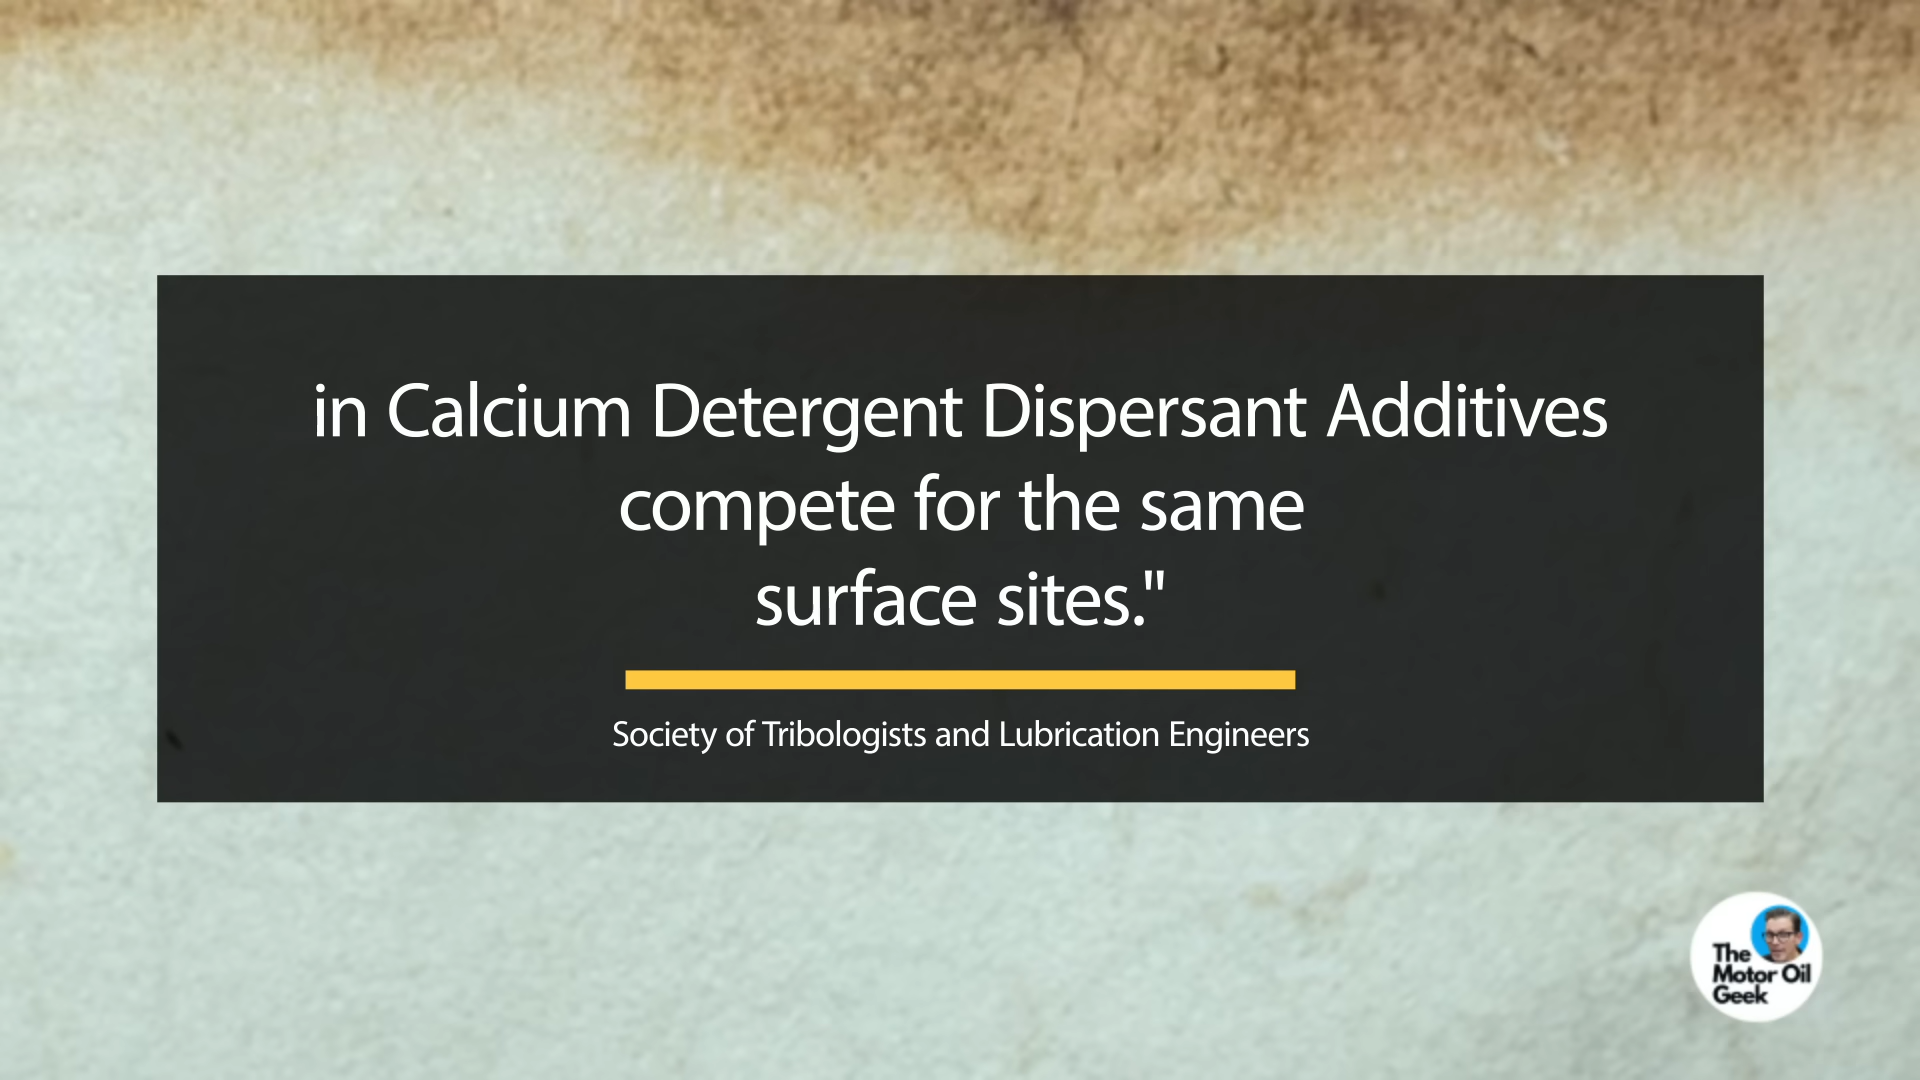 in Calcium Detergent Dispersant Additives
compete for the same
surface sites."
Society of Tribologists and Lubrication Engineers
The
Motor Oil
Geek